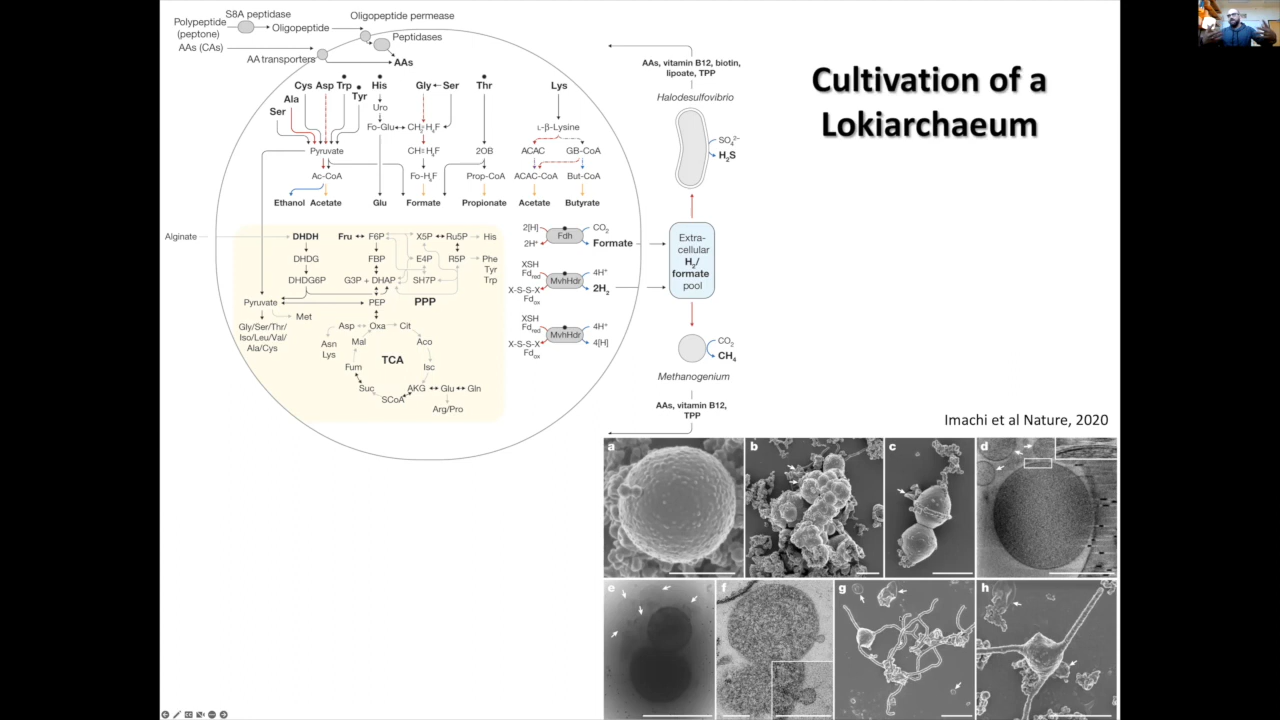 S8A peptidase
Polypeptide (peptone)
Oligopeptide
Oligopeptide permease
Peptidases
AAs (CAs)
AA transporters
AAs
Cys Asp Trp
His
Gly
Ser
Thr
Lys
Ala
Tyr
Ser
Uro
Fo-Glu
CH₂=H₄F
L-β-Lysine
Pyruvate
CH=H₄F
2OB
ACAC
GB-CoA
Ac-CoA
Fo-H₄F
Prop-CoA
ACAC-CoA
But-CoA
Ethanol
Acetate
Glu
Formate
Propionate
Acetate
Butyrate
Alginate
DHDH
Fru
F6P
X5P
Ru5P
His
DHDG
FBP
E4P
R5P
Phe
Tyr
Trp
DHDG6P
G3P + DHAP
SH7P
Pyruvate
PEP
PPP
Met
Gly/Ser/Thr/
Iso/Leu/Val/
Ala/Cys
Asp
Oxa
Cit
Asn
Lys
Mal
Aco
TCA
Fum
Isc
Suc
AKG
Glu
Gln
SCoA
Arg/Pro
2[H]
CO₂
Fdh
2H⁺
Formate
XSH
Fdred
4H⁺
MvhHdr
X-S-S-X
Fdox
2H₂
XSH
Fdred
4H⁺
MvhHdr
X-S-S-X
Fdox
4[H]
AAs, vitamin B12, biotin,
lipoate, TPP
Halodesulfovibrio
SO₄²⁻
H₂S
Extra-
cellular
H₂/
formate
pool
CO₂
CH₄
Methanogenium
AAs, vitamin B12,
TPP
Cultivation of a
Lokiarchaeum
Imachi et al Nature, 2020
a
b
c
d
e
f
g
h